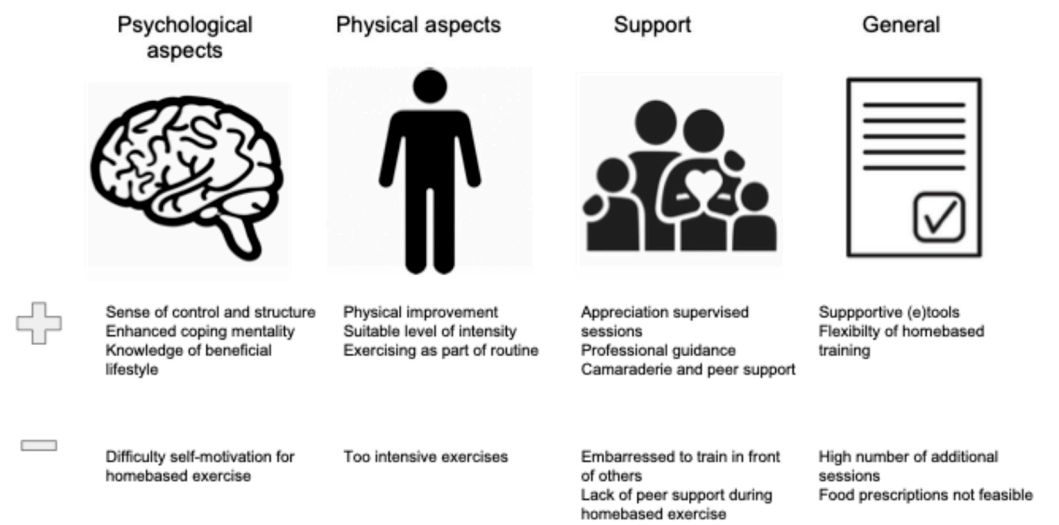 Psychological
aspects
Physical aspects
Support
General
Sense of control and structure
Enhanced coping mentality
Knowledge of beneficial
lifestyle
Physical improvement
Suitable level of intensity
Exercising as part of routine
Appreciation supervised
sessions
Professional guidance
Camaraderie and peer support
Suppportive (e)tools
Flexibilty of homebased
training
Difficulty self-motivation for
homebased exercise
Too intensive exercises
Embarressed to train in front
of others
Lack of peer support during
homebased exercise
High number of additional
sessions
Food prescriptions not feasible